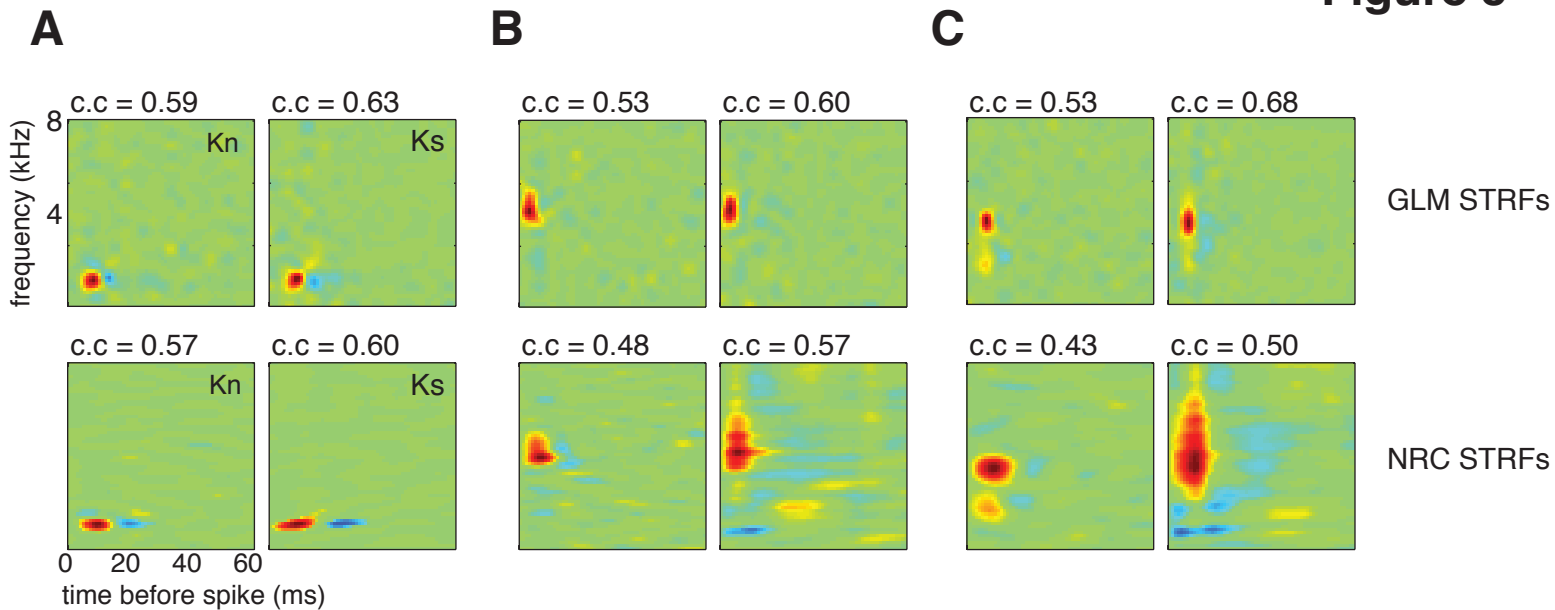 A
B
C
c.c = 0.59
c.c = 0.63
c.c = 0.53
c.c = 0.60
c.c = 0.53
c.c = 0.68
Kn
Ks
8
4
frequency (kHz)
GLM STRFs
c.c = 0.57
c.c = 0.60
c.c = 0.48
c.c = 0.57
c.c = 0.43
c.c = 0.50
Kn
Ks
NRC STRFs
0 20 40 60
time before spike (ms)